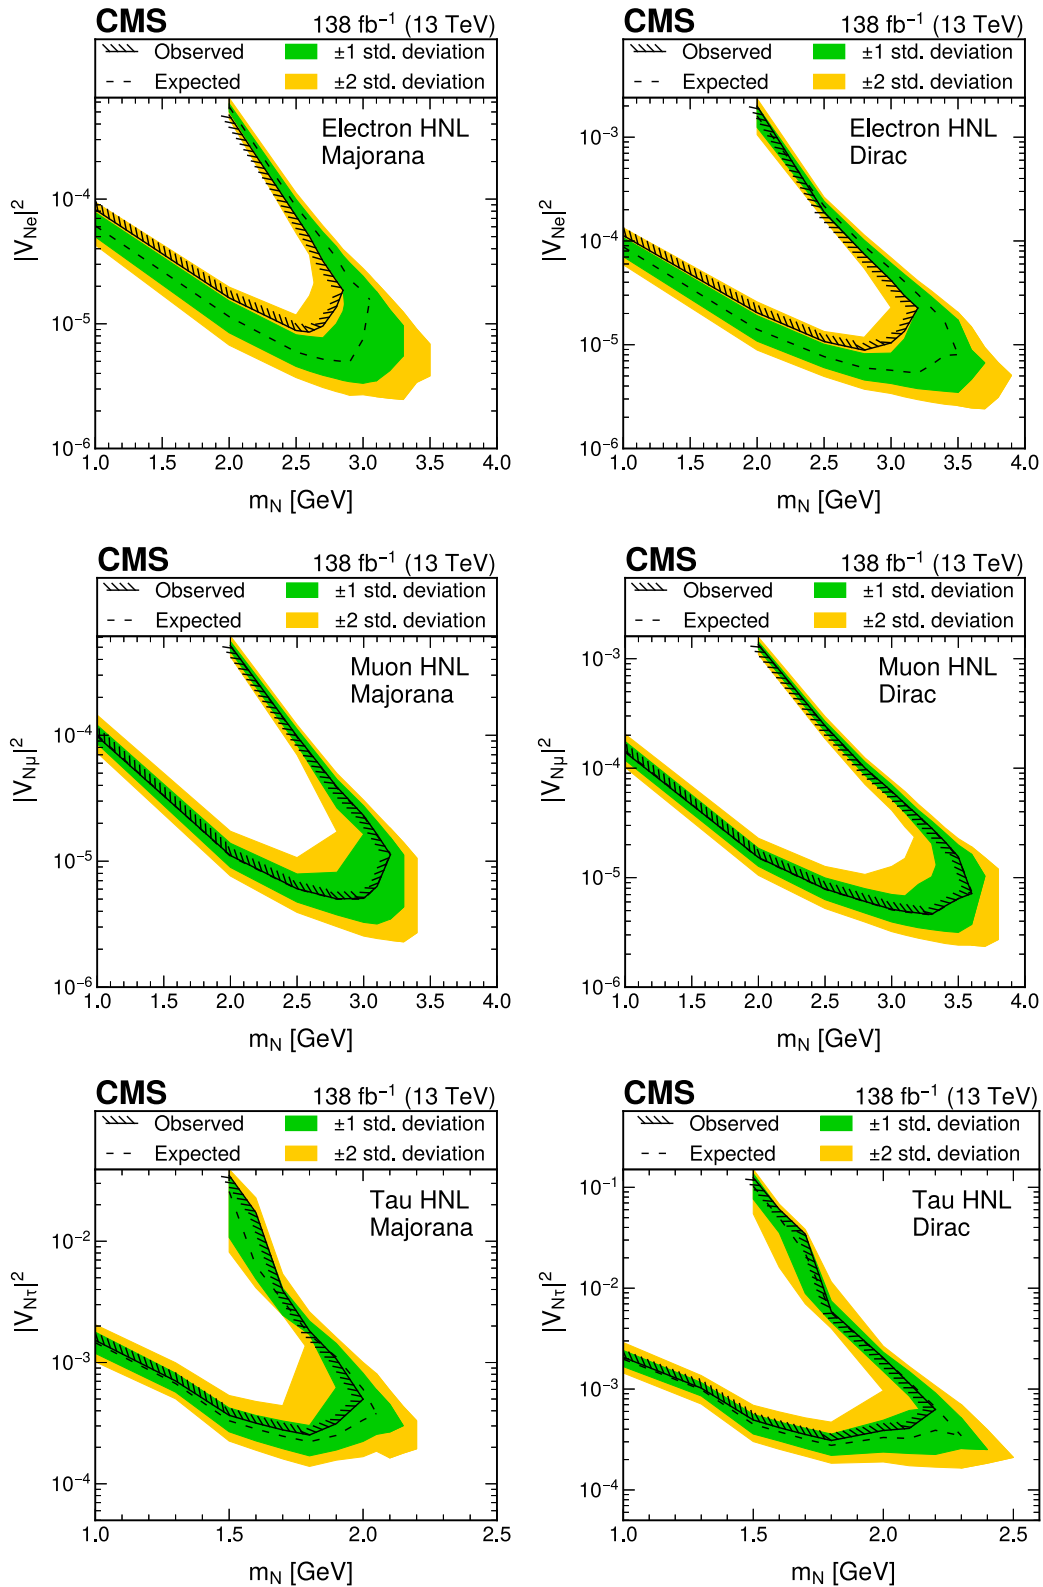 CMS 138 fb⁻¹ (13 TeV)
Observed ±1 std. deviation
Expected ±2 std. deviation
Electron HNL
Majorana
|V_Ne|²
10⁻⁴
10⁻⁵
10⁻⁶
1.0 1.5 2.0 2.5 3.0 3.5 4.0
m_N [GeV]
CMS 138 fb⁻¹ (13 TeV)
Observed ±1 std. deviation
Expected ±2 std. deviation
Electron HNL
Dirac
|V_Ne|²
10⁻³
10⁻⁴
10⁻⁵
10⁻⁶
1.0 1.5 2.0 2.5 3.0 3.5 4.0
m_N [GeV]
CMS 138 fb⁻¹ (13 TeV)
Observed ±1 std. deviation
Expected ±2 std. deviation
Muon HNL
Majorana
|V_Nμ|²
10⁻⁴
10⁻⁵
10⁻⁶
1.0 1.5 2.0 2.5 3.0 3.5 4.0
m_N [GeV]
CMS 138 fb⁻¹ (13 TeV)
Observed ±1 std. deviation
Expected ±2 std. deviation
Muon HNL
Dirac
|V_Nμ|²
10⁻³
10⁻⁴
10⁻⁵
10⁻⁶
1.0 1.5 2.0 2.5 3.0 3.5 4.0
m_N [GeV]
CMS 138 fb⁻¹ (13 TeV)
Observed ±1 std. deviation
Expected ±2 std. deviation
Tau HNL
Majorana
|V_Nτ|²
10⁻²
10⁻³
10⁻⁴
1.0 1.5 2.0 2.5
m_N [GeV]
CMS 138 fb⁻¹ (13 TeV)
Observed ±1 std. deviation
Expected ±2 std. deviation
Tau HNL
Dirac
|V_Nτ|²
10⁻¹
10⁻²
10⁻³
10⁻⁴
1.0 1.5 2.0 2.5
m_N [GeV]